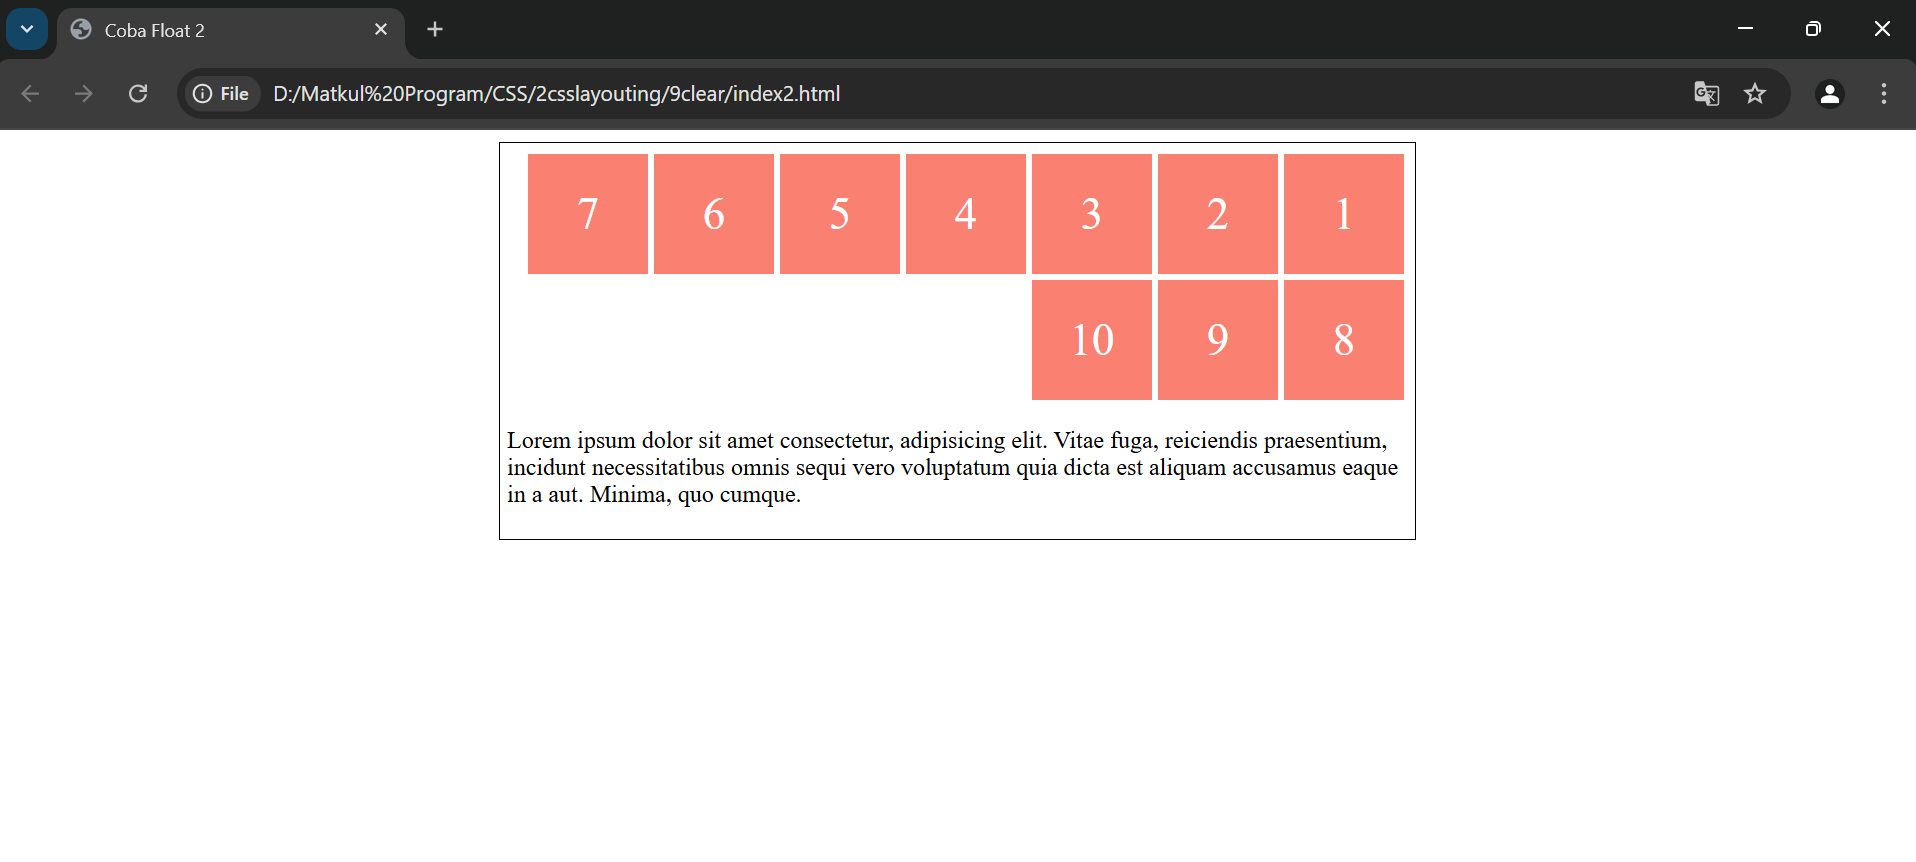 Coba Float 2
File D:/Matkul%20Program/CSS/2csslayouting/9clear/index2.html
7 6 5 4 3 2 1
10 9 8
Lorem ipsum dolor sit amet consectetur, adipisicing elit. Vitae fuga, reiciendis praesentium,
incidunt necessitatibus omnis sequi vero voluptatum quia dicta est aliquam accusamus eaque
in a aut. Minima, quo cumque.